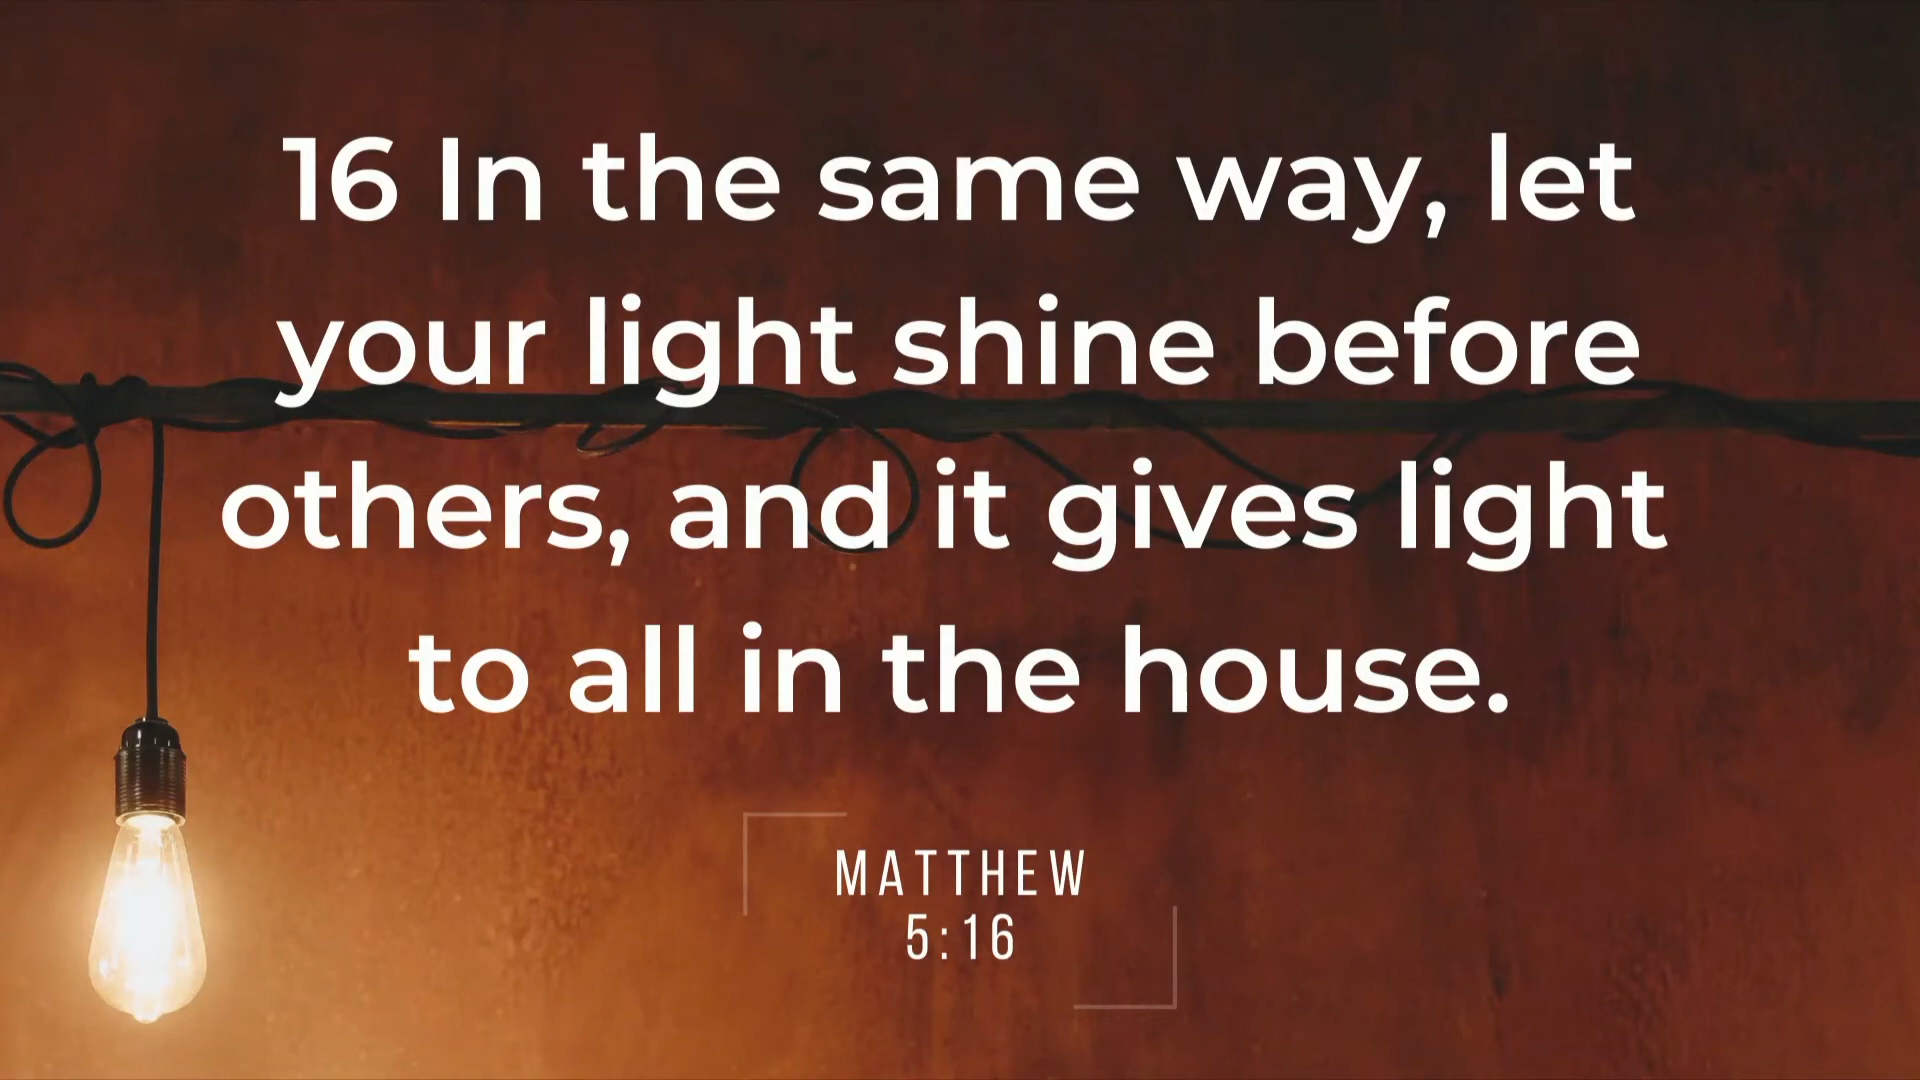 16 In the same way, let
your light shine before
others, and it gives light
to all in the house.
MATTHEW
5:16